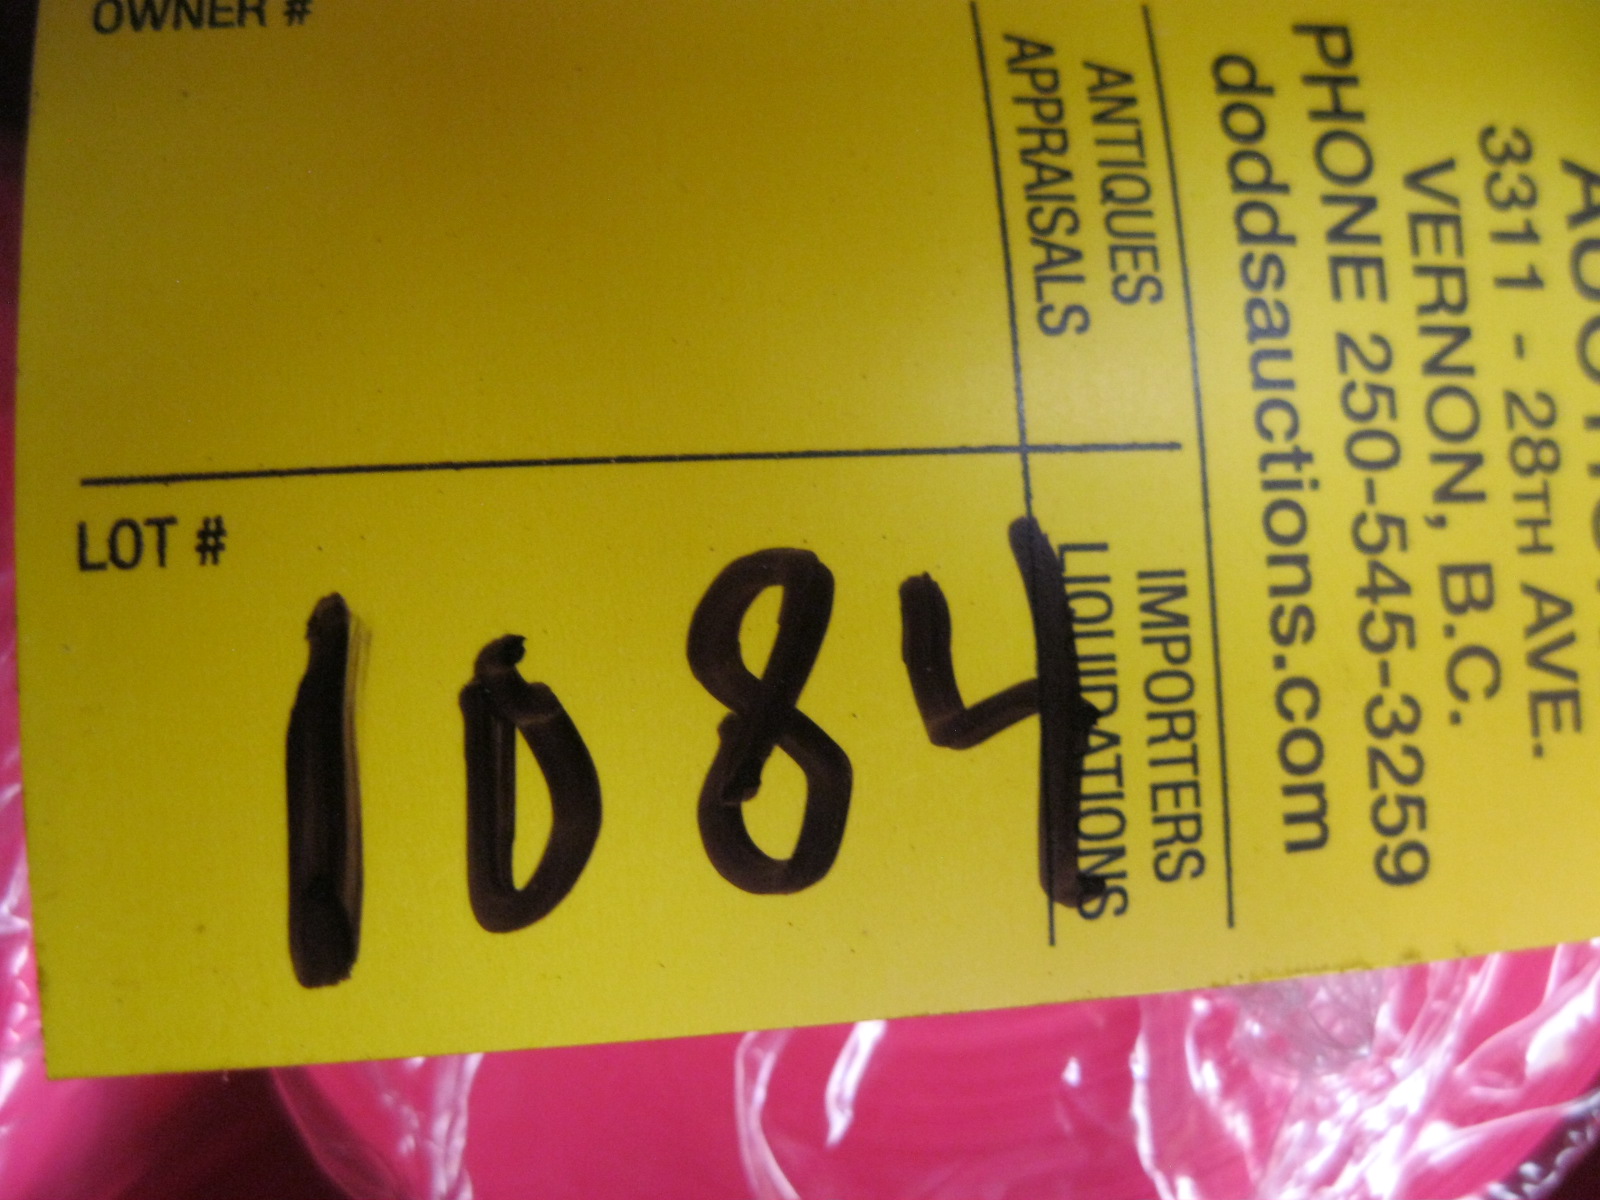 3311 - 28TH AVE.
VERNON, B.C.
PHONE 250-545-3259
doddsauctions.com
ANTIQUES IMPORTERS
APPRAISALS LIQUIDATIONS
OWNER #
LOT #
1084